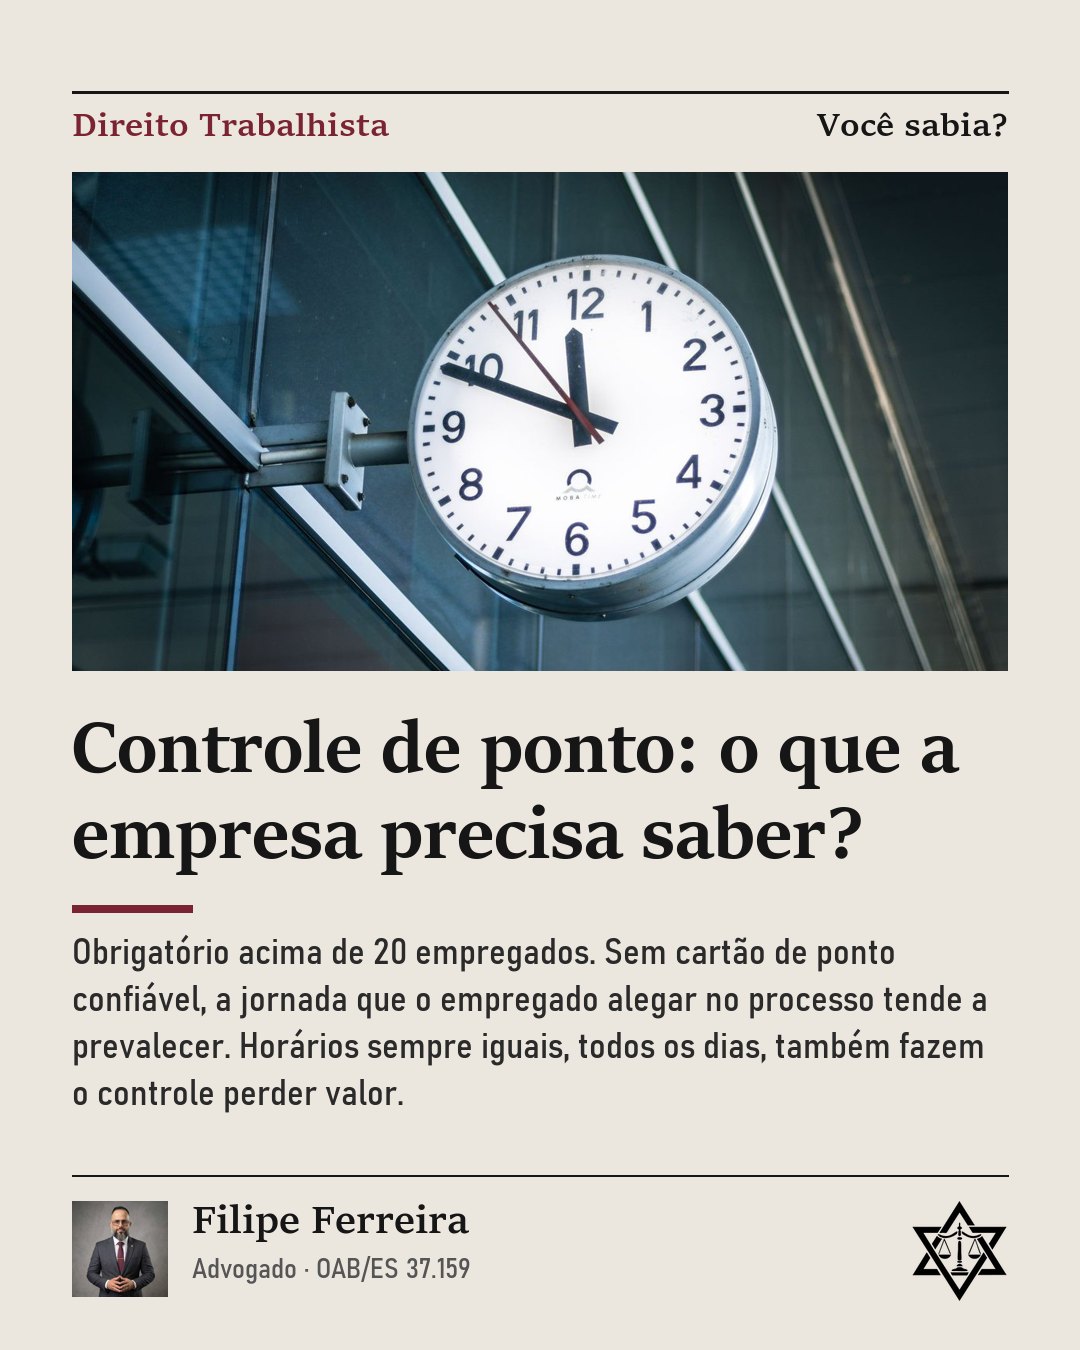 Direito Trabalhista
Você sabia?
12
11
1
10
2
9
3
8
4
7
5
6
MOBATIME
Controle de ponto: o que a
empresa precisa saber?
Obrigatório acima de 20 empregados. Sem cartão de ponto
confiável, a jornada que o empregado alegar no processo tende a
prevalecer. Horários sempre iguais, todos os dias, também fazem
o controle perder valor.
Filipe Ferreira
Advogado · OAB/ES 37.159